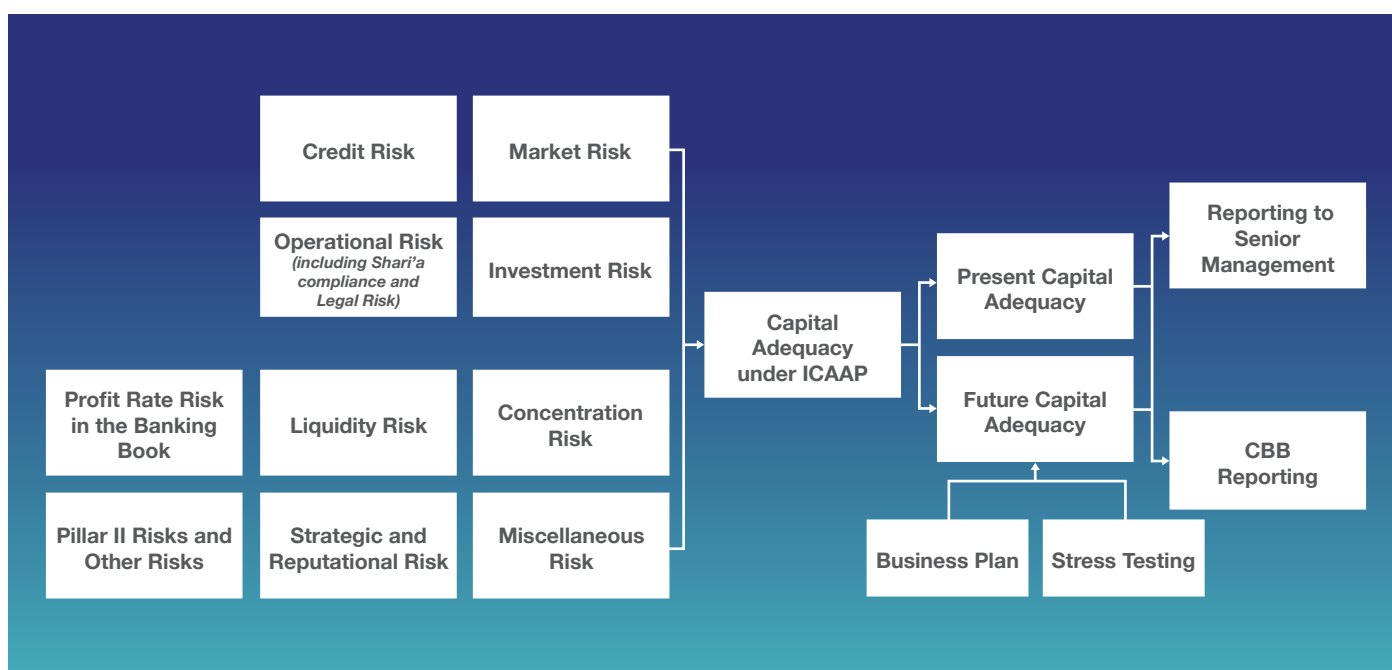 Credit Risk
Market Risk
Operational Risk
(including Shari’a
compliance and
Legal Risk)
Investment Risk
Profit Rate Risk
in the Banking
Book
Liquidity Risk
Concentration
Risk
Pillar II Risks and
Other Risks
Strategic and
Reputational Risk
Miscellaneous
Risk
Capital
Adequacy
under ICAAP
Present Capital
Adequacy
Future Capital
Adequacy
Business Plan
Stress Testing
Reporting to
Senior
Management
CBB
Reporting